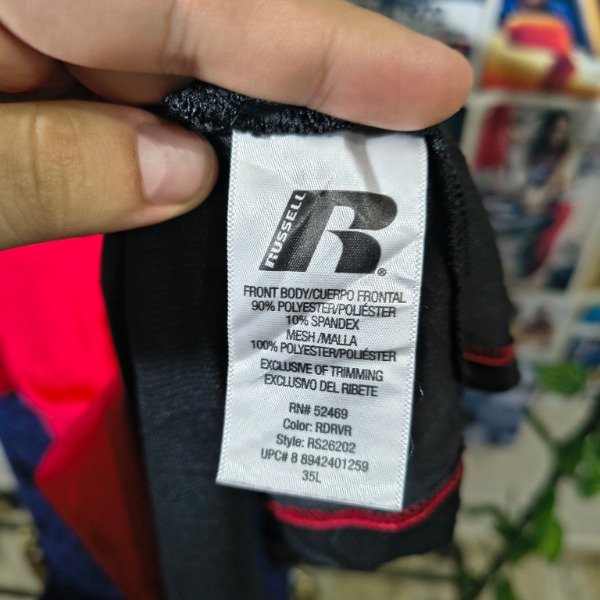 RUSSELL
R®
FRONT BODY/CUERPO FRONTAL
90% POLYESTER/POLIÉSTER
10% SPANDEX
MESH/MALLA
100% POLYESTER/POLIÉSTER
EXCLUSIVE OF TRIMMING
EXCLUSIVO DEL RIBETE
RN# 52469
Color: RDRVR
Style: RS26202
UPC# 8 8942401259
35L